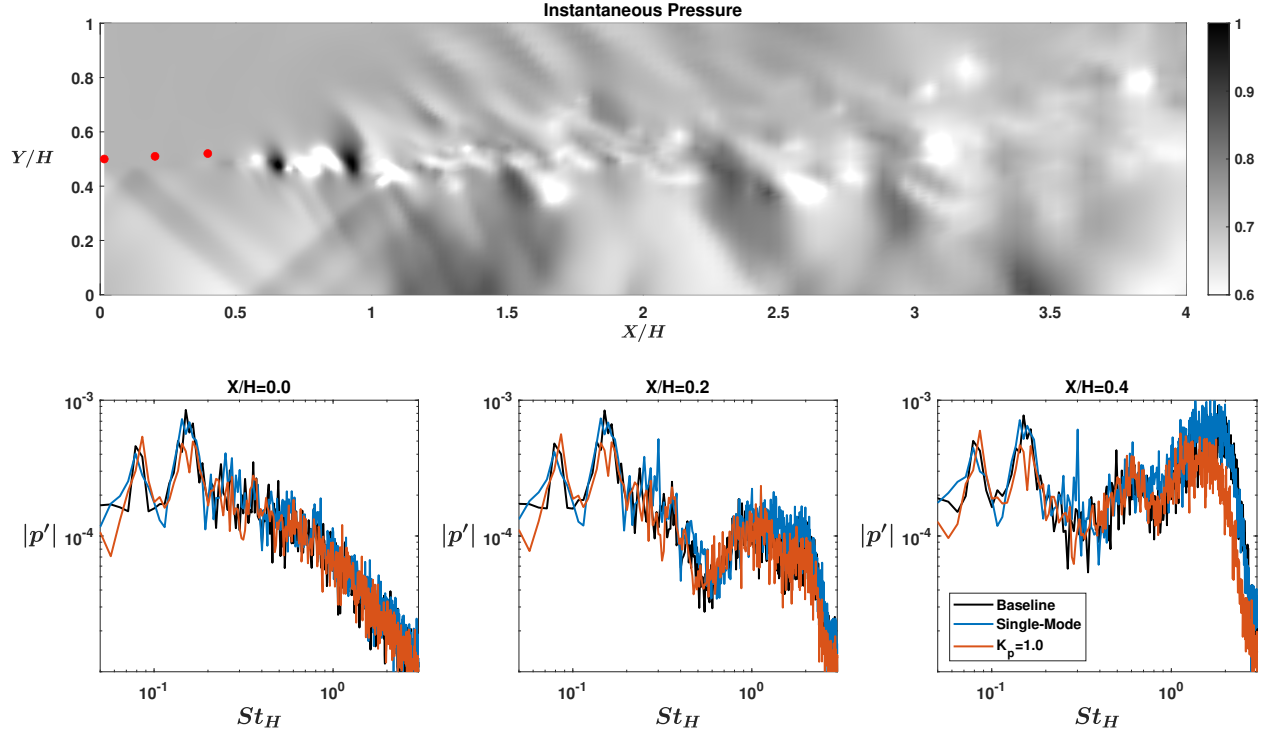 Instantaneous Pressure
1
0.8
0.6
0.4
0.2
0
Y/H
0
0.5
1
1.5
2
2.5
3
3.5
4
X/H
1
0.9
0.8
0.7
0.6
X/H=0.0
10^-3
10^-4
|p'|
10^-1
10^0
St_H
X/H=0.2
10^-3
10^-4
|p'|
10^-1
10^0
St_H
X/H=0.4
10^-3
10^-4
|p'|
10^-1
10^0
St_H
Baseline
Single-Mode
K_p=1.0